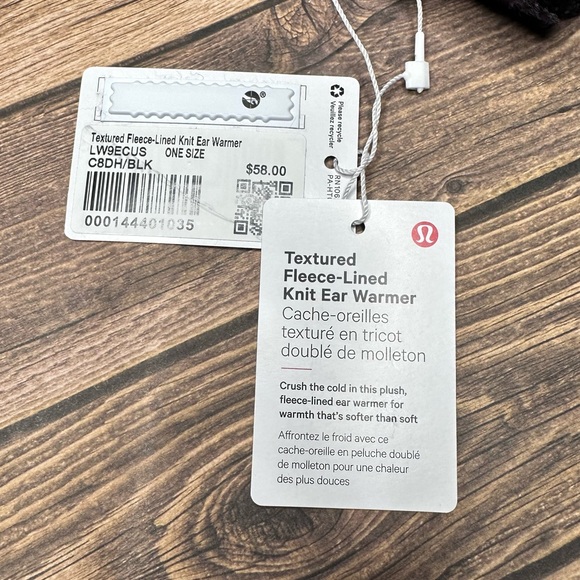 Please recycle
Veuillez recycler
Textured Fleece-Lined Knit Ear Warmer
LW9ECUS ONE SIZE
C8DH/BLK
$58.00
000144401035
RN106
PA-HT
Textured
Fleece-Lined
Knit Ear Warmer
Cache-oreilles
texturé en tricot
doublé de molleton
Crush the cold in this plush,
fleece-lined ear warmer for
warmth that's softer than soft
Affrontez le froid avec ce
cache-oreille en peluche doublé
de molleton pour une chaleur
des plus douces